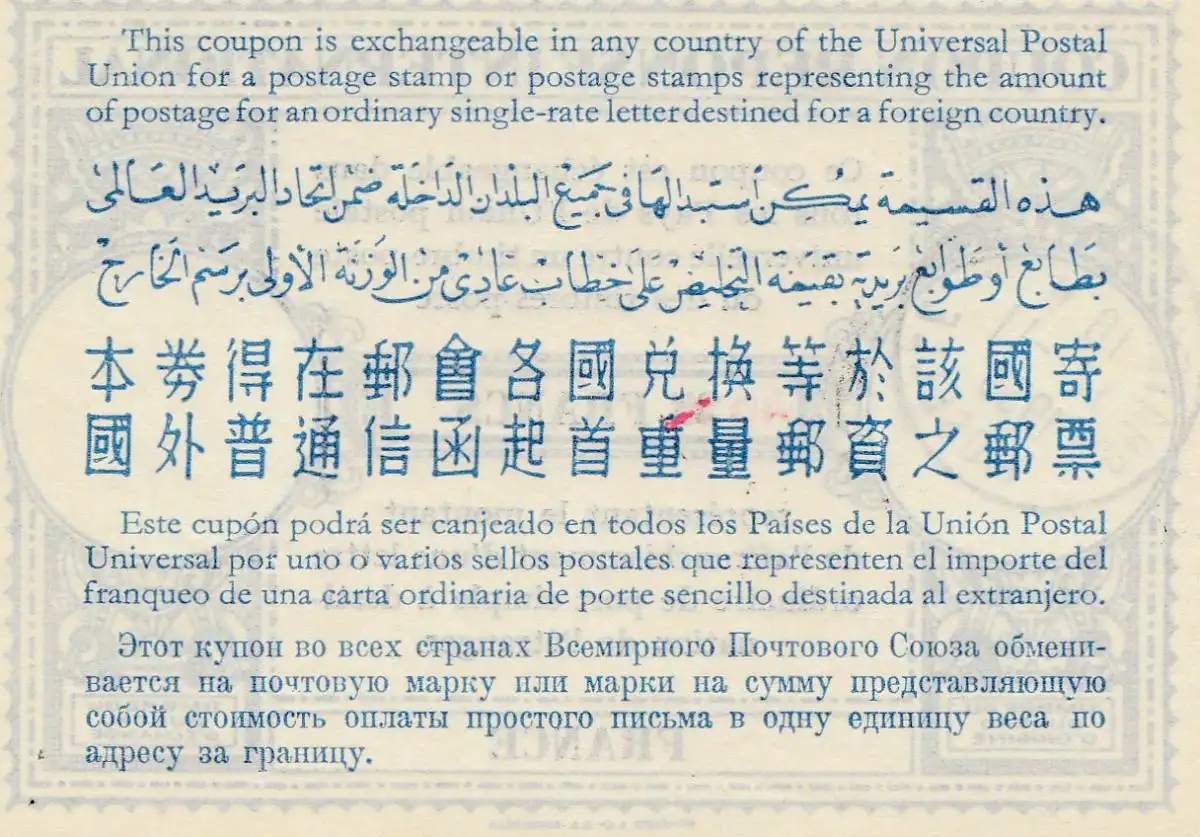 This coupon is exchangeable in any country of the Universal Postal
Union for a postage stamp or postage stamps representing the amount
of postage for an ordinary single-rate letter destined for a foreign country.
هذه القسيمة يمكن أستبدالها في جميع البلدان الداخلة ضمن اتحاد البريد العالمى
بطابع أو طوابع بريدية بقيمة التخليص على خطابات عادى من الوزنة الأولى برسم الخارج
本券得在郵會各國兑換等於該國寄
國外普通信函起首重量郵資之郵票
Este cupón podrá ser canjeado en todos los Países de la Unión Postal
Universal por uno o varios sellos postales que representen el importe del
franqueo de una carta ordinaria de porte sencillo destinada al extranjero.
Этот купон во всех странах Всемирного Почтового Союза обмени-
вается на почтовую марку или марки на сумму представляющую
собой стоимость оплаты простого письма в одну единицу веса по
адресу за границу.